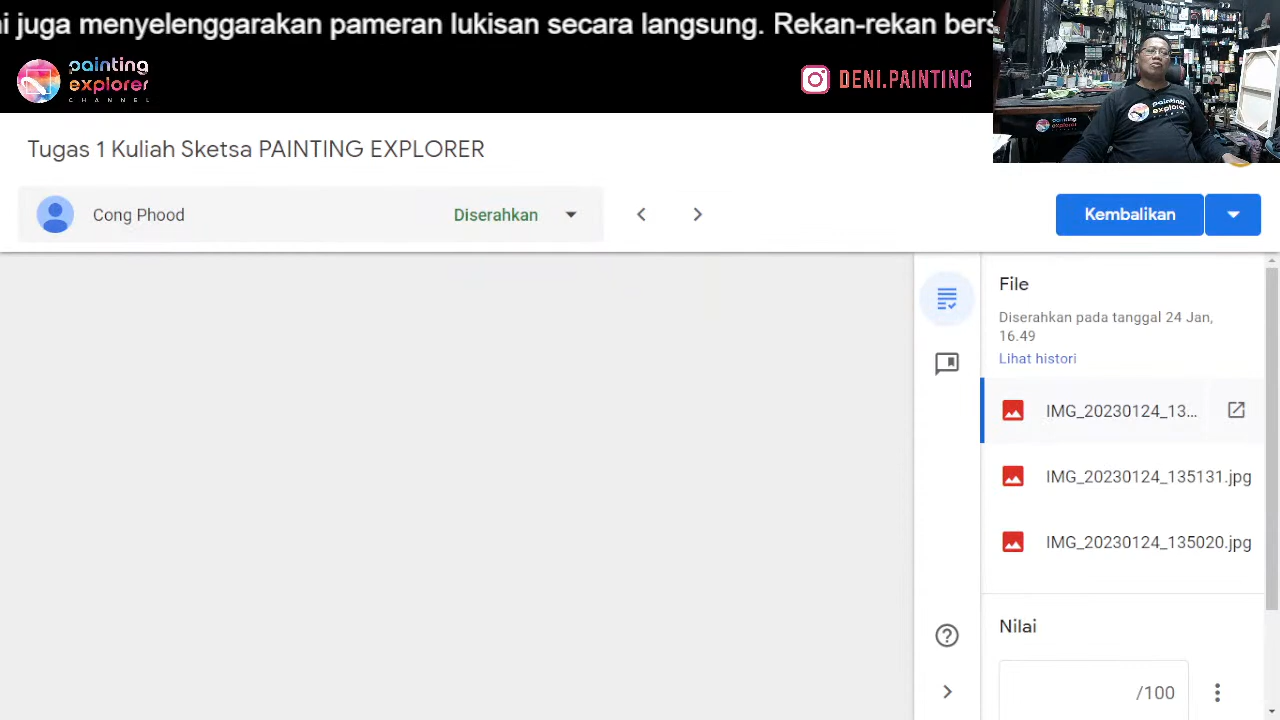 juga menyelenggarakan pameran lukisan secara langsung. Rekan-rekan
painting
explorer
CHANNEL
DENI.PAINTING
painting
explorer
Tugas 1 Kuliah Sketsa PAINTING EXPLORER
Cong Phood
Diserahkan
Kembalikan
File
Diserahkan pada tanggal 24 Jan,
16.49
Lihat histori
IMG_20230124_13...
IMG_20230124_135131.jpg
IMG_20230124_135020.jpg
Nilai
/100